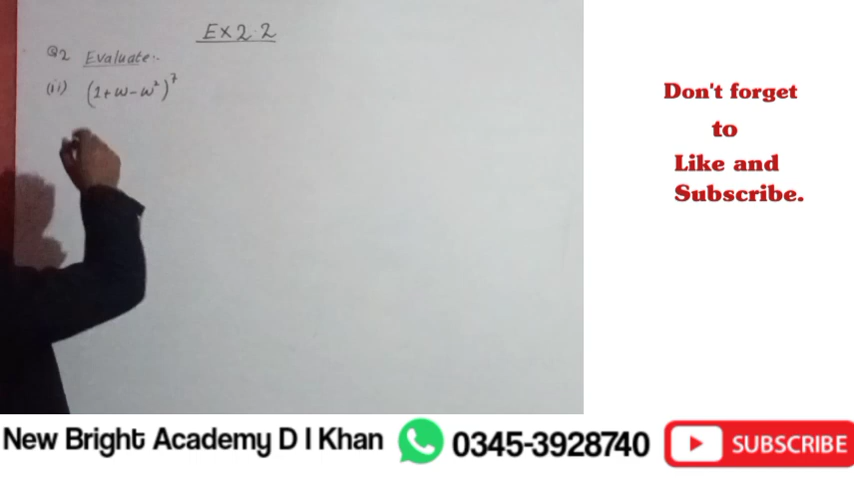 Ex 2.2
Q2 Evaluate:-
(ii) (1+ω-ω²)⁷
Don't forget
to
Like and
Subscribe.
New Bright Academy D I Khan 0345-3928740 SUBSCRIBE